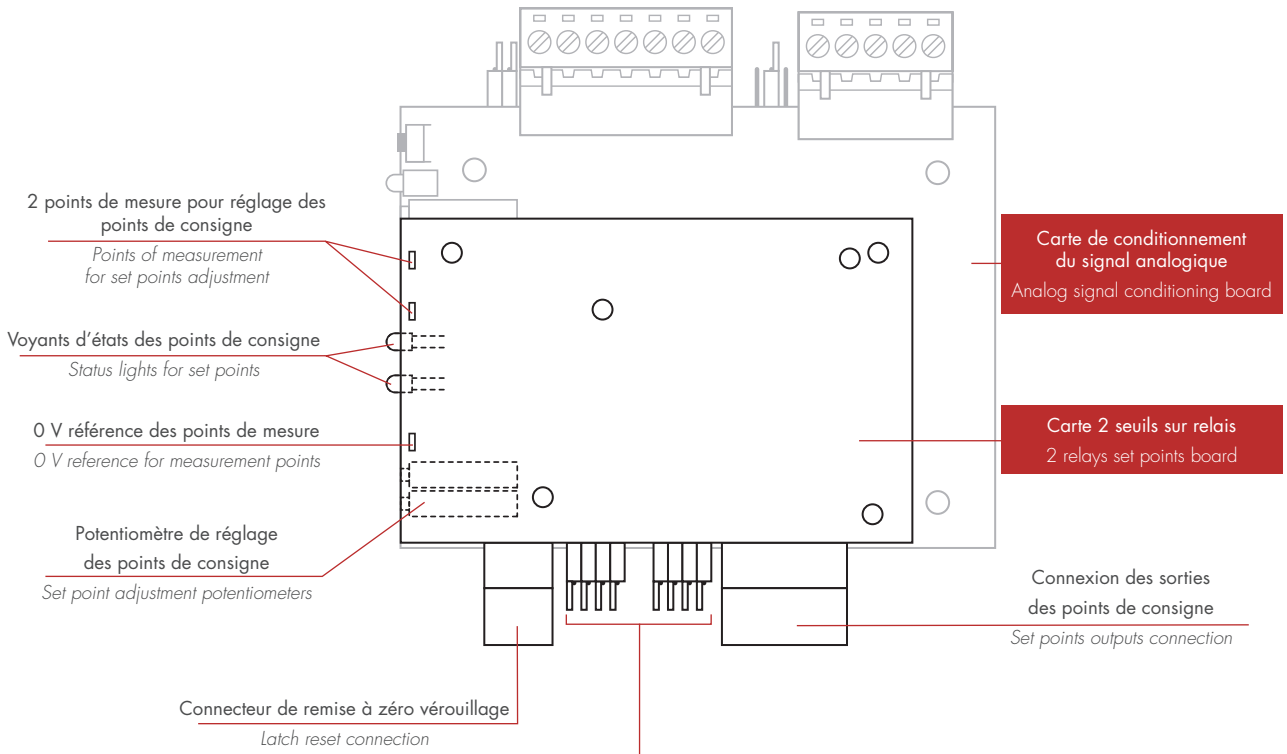 2 points de mesure pour réglage des
points de consigne
Points of measurement
for set points adjustment
Voyants d’états des points de consigne
Status lights for set points
0 V référence des points de mesure
0 V reference for measurement points
Potentiomètre de réglage
des points de consigne
Set point adjustment potentiometers
Connecteur de remise à zéro vérouillage
Latch reset connection
Carte de conditionnement
du signal analogique
Analog signal conditioning board
Carte 2 seuils sur relais
2 relays set points board
Connexion des sorties
des points de consigne
Set points outputs connection